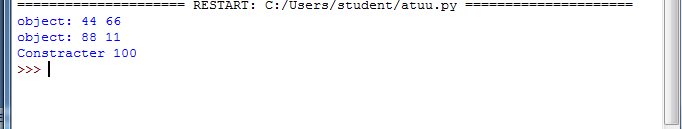 ===================== RESTART: C:/Users/student/atuu.py =====================
object: 44 66
object: 88 11
Constracter 100
>>>